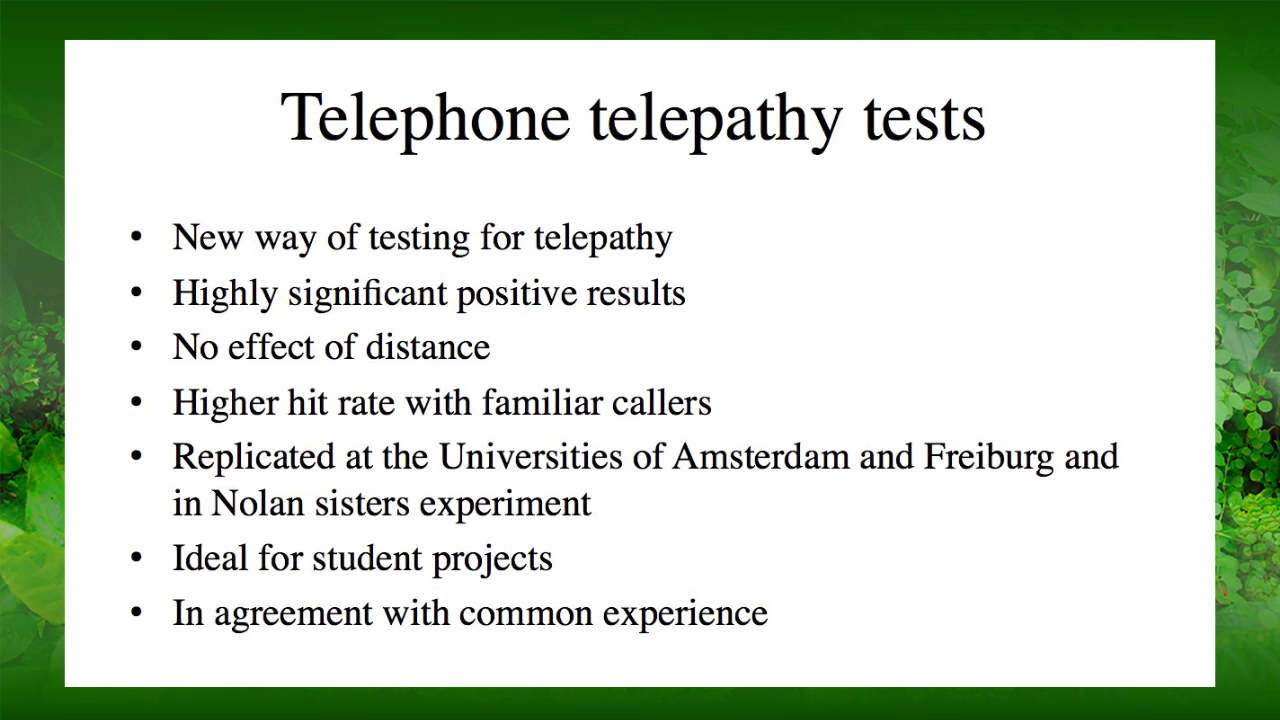 Telephone telepathy tests
• New way of testing for telepathy
• Highly significant positive results
• No effect of distance
• Higher hit rate with familiar callers
• Replicated at the Universities of Amsterdam and Freiburg and
in Nolan sisters experiment
• Ideal for student projects
• In agreement with common experience